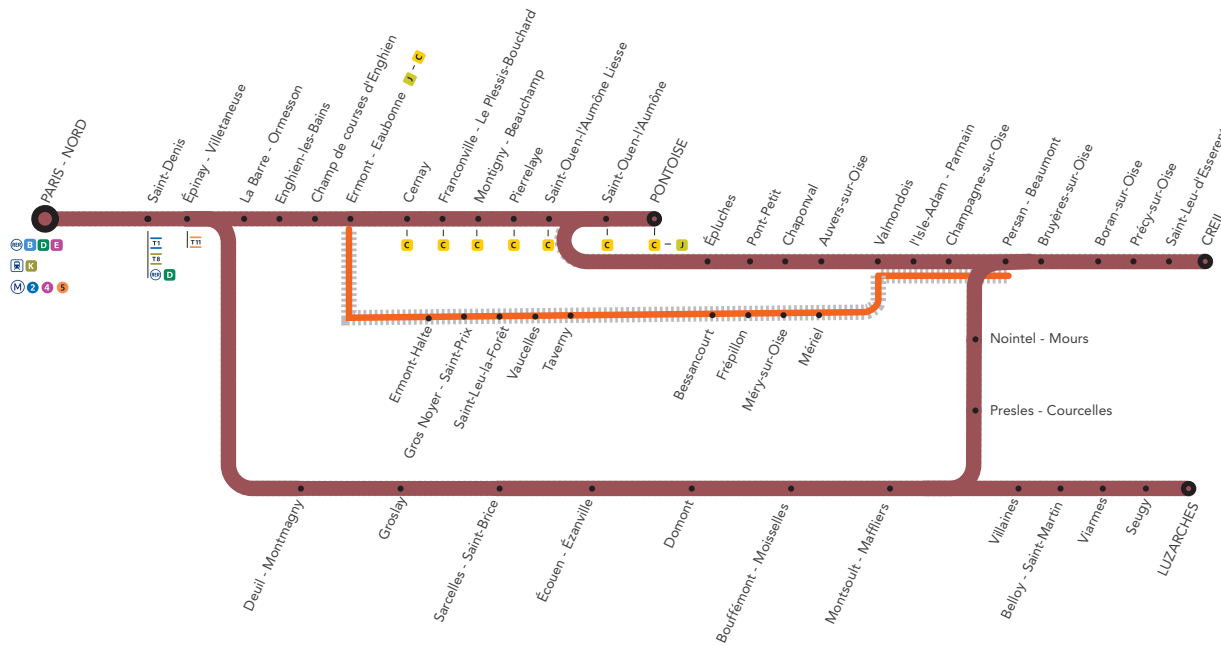 PARIS - NORD
RER B D E
K
M 2 4 5
Saint-Denis
T1
T8
RER D
Épinay - Villetaneuse
T11
La Barre - Ormesson
Enghien-les-Bains
Champ de courses d'Enghien
Ermont - Eaubonne J - C
Cernay
C
Franconville - Le Plessis-Bouchard
C
Montigny - Beauchamp
C
Pierrelaye
C
Saint-Ouen-l'Aumône Liesse
C
Saint-Ouen-l'Aumône
C
PONTOISE
C - J
Épluches
Pont-Petit
Chaponval
Auvers-sur-Oise
Valmondois
l'Isle-Adam - Parmain
Champagne-sur-Oise
Persan - Beaumont
Bruyères-sur-Oise
Boran-sur-Oise
Précy-sur-Oise
Saint-Leu-d'Esserent
CREIL
Ermont-Halte
Gros Noyer - Saint-Prix
Saint-Leu-la-Forêt
Vaucelles
Taverny
Bessancourt
Frépillon
Méry-sur-Oise
Mériel
Nointel - Mours
Presles - Courcelles
Deuil - Montmagny
Groslay
Sarcelles - Saint-Brice
Écouen - Ézanville
Domont
Bouffémont - Moisselles
Montsoult - Maffliers
Villaines
Belloy - Saint-Martin
Viarmes
Seugy
LUZARCHES